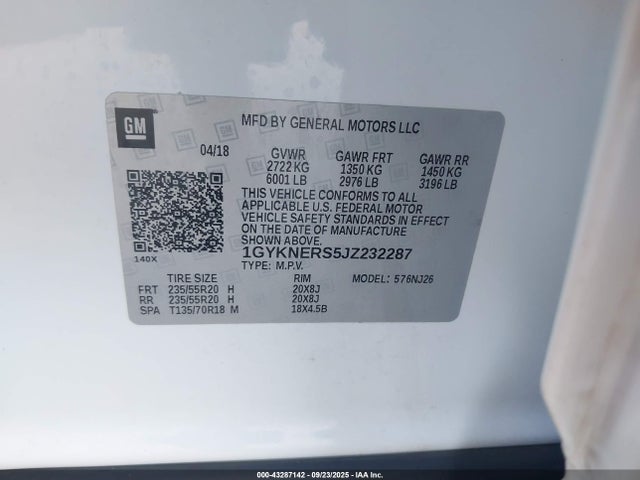 GM
MFD BY GENERAL MOTORS LLC
04/18 GVWR GAWR FRT GAWR RR
2722 KG 1350 KG 1450 KG
6001 LB 2976 LB 3196 LB
THIS VEHICLE CONFORMS TO ALL
APPLICABLE U.S. FEDERAL MOTOR
VEHICLE SAFETY STANDARDS IN EFFECT
ON THE DATE OF MANUFACTURE
SHOWN ABOVE.
1GYKNERS5JZ232287
140X
TYPE: M.P.V. MODEL: 576NJ26
TIRE SIZE RIM
FRT 235/55R20 H 20X8J
RR 235/55R20 H 20X8J
SPA T135/70R18 M 18X4.5B
000-43287142 - 09/23/2025 - IAAI.COM